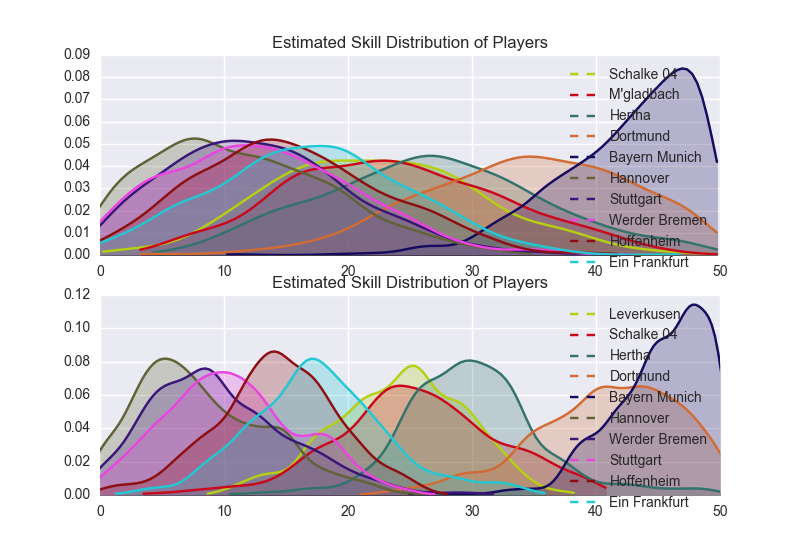 Estimated Skill Distribution of Players
0.09
0.08
0.07
0.06
0.05
0.04
0.03
0.02
0.01
0.00
Schalke 04
M'gladbach
Hertha
Dortmund
Bayern Munich
Hannover
Stuttgart
Werder Bremen
Hoffenheim
Ein Frankfurt
0 10 20 30 40 50
Estimated Skill Distribution of Players
0.12
0.10
0.08
0.06
0.04
0.02
0.00
Leverkusen
Schalke 04
Hertha
Dortmund
Bayern Munich
Hannover
Werder Bremen
Stuttgart
Hoffenheim
Ein Frankfurt
0 10 20 30 40 50